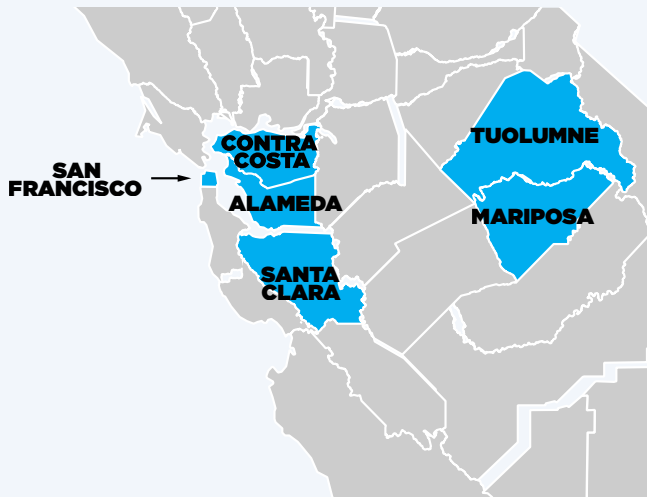 CONTRA
COSTA
SAN
FRANCISCO
ALAMEDA
SANTA
CLARA
TUOLUMNE
MARIPOSA